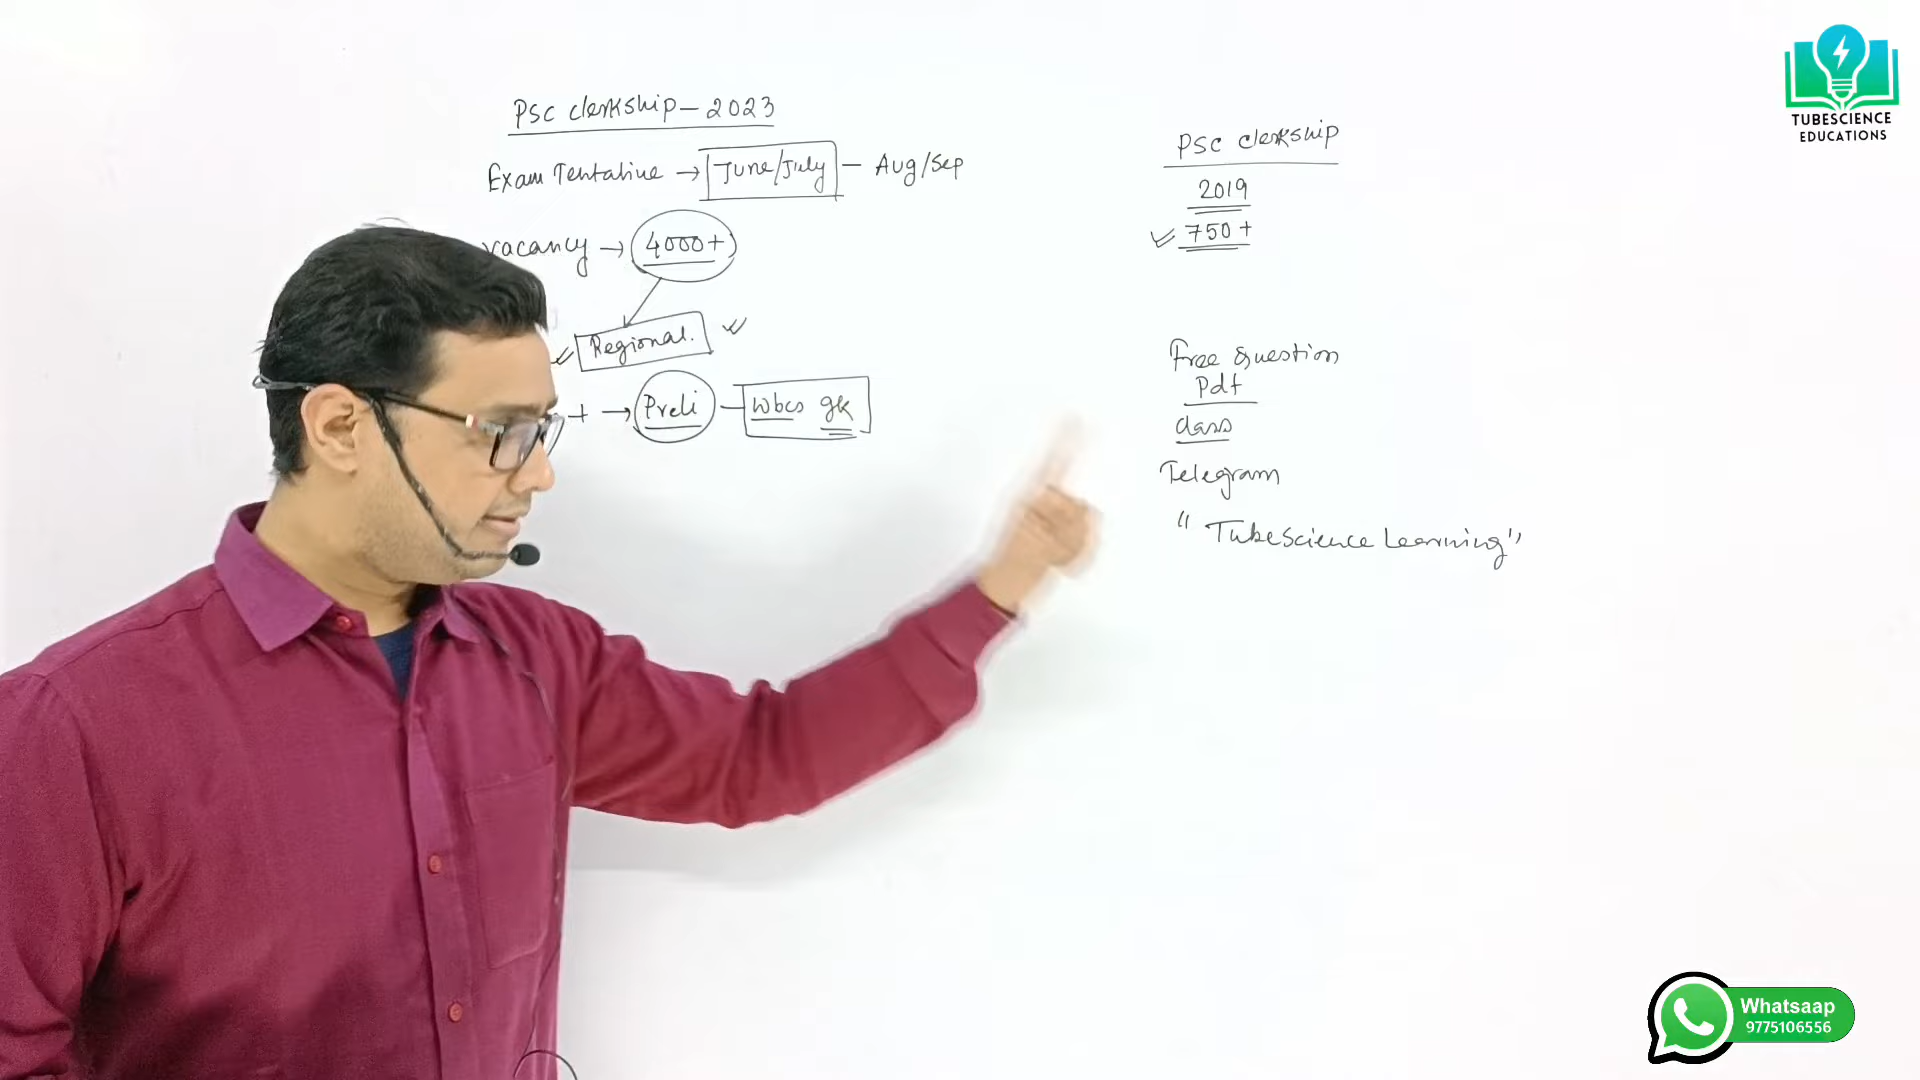 PSC clerkship - 2023
Exam Tentative → June/July - Aug/Sep
vacancy → 4000+
Regional.
+ → Preli - Wbcs gk
PSC clerkship
2019
750+
Free Question
Pdf
class
Telegram
"Tubescience Learning"
TUBESCIENCE
EDUCATIONS
Whatsaap
9775106556